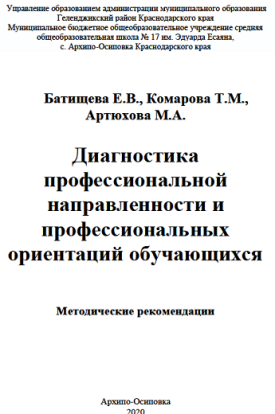 Управление образованием администрации муниципального образования
Геленджикский район Краснодарского края
Муниципальное бюджетное общеобразовательное учреждение средняя
общеобразовательная школа № 17 им. Эдуарда Есаяна,
с. Архипо-Осиповка Краснодарского края
Батищева Е.В., Комарова Т.М.,
Артюхова М.А.
Диагностика
профессиональной
направленности и
профессиональных
ориентаций обучающихся
Методические рекомендации
Архипо-Осиповка
2020